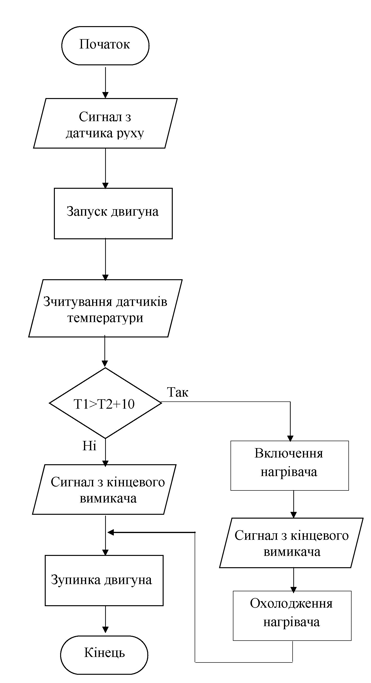 Початок
Сигнал з
датчика руху
Запуск двигуна
Зчитування датчиків
температури
T1>T2+10
Так
Ні
Сигнал з кінцевого
вимикача
Включення
нагрівача
Сигнал з кінцевого
вимикача
Зупинка двигуна
Охолодження
нагрівача
Кінець